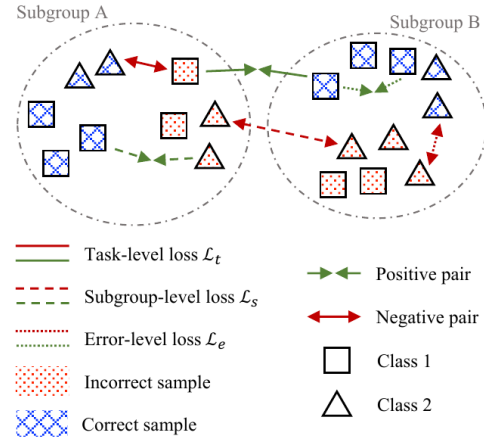 Subgroup A
Subgroup B
Task-level loss ℒₜ
Subgroup-level loss ℒₛ
Error-level loss ℒₑ
Incorrect sample
Correct sample
Positive pair
Negative pair
Class 1
Class 2